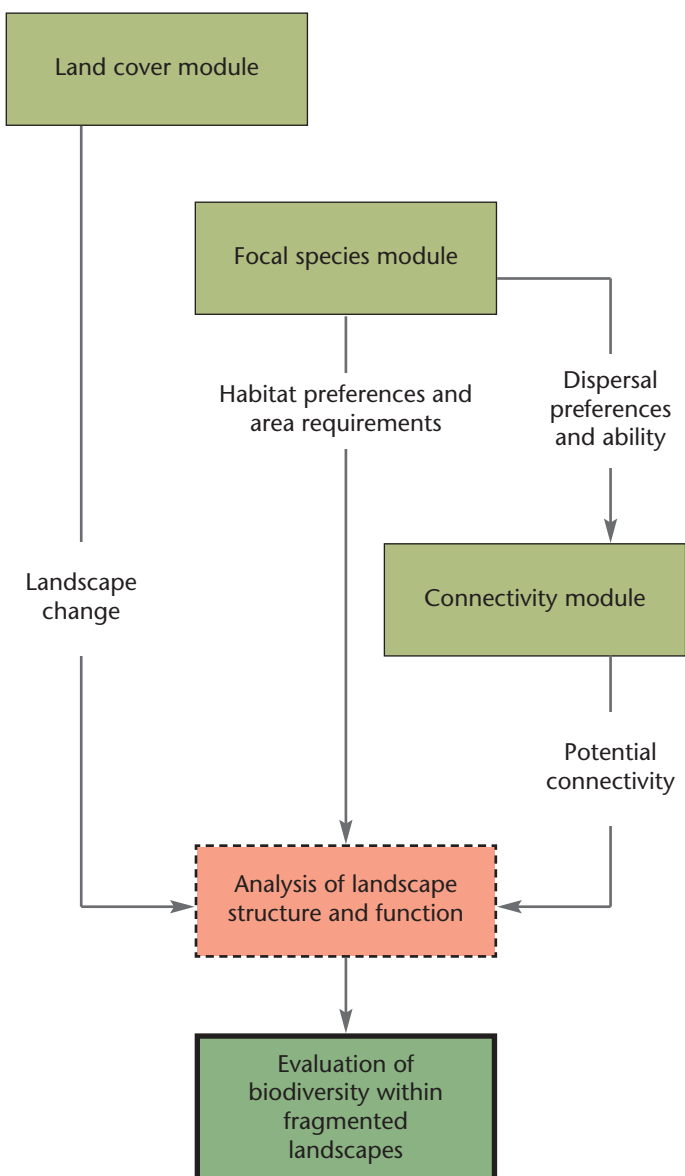 Land cover module
Focal species module
Habitat preferences and
area requirements
Dispersal
preferences
and ability
Landscape
change
Connectivity module
Potential
connectivity
Analysis of landscape
structure and function
Evaluation of
biodiversity within
fragmented
landscapes